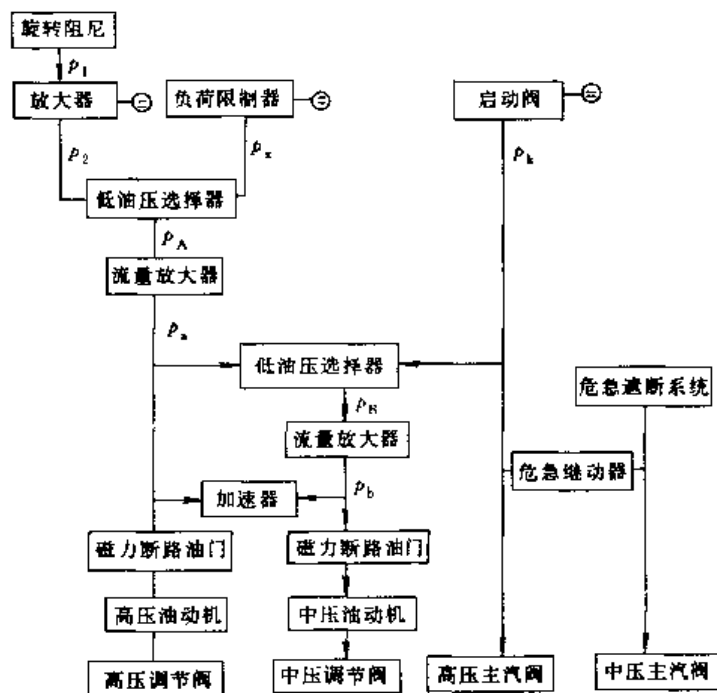 旋转阻尼
p1
放大器
负荷限制器
启动阀
p2
px
pk
低油压选择器
pA
流量放大器
pa
低油压选择器
危急遮断系统
pB
流量放大器
危急继动器
加速器
pb
磁力断路油门
磁力断路油门
高压油动机
中压油动机
高压调节阀
中压调节阀
高压主汽阀
中压主汽阀